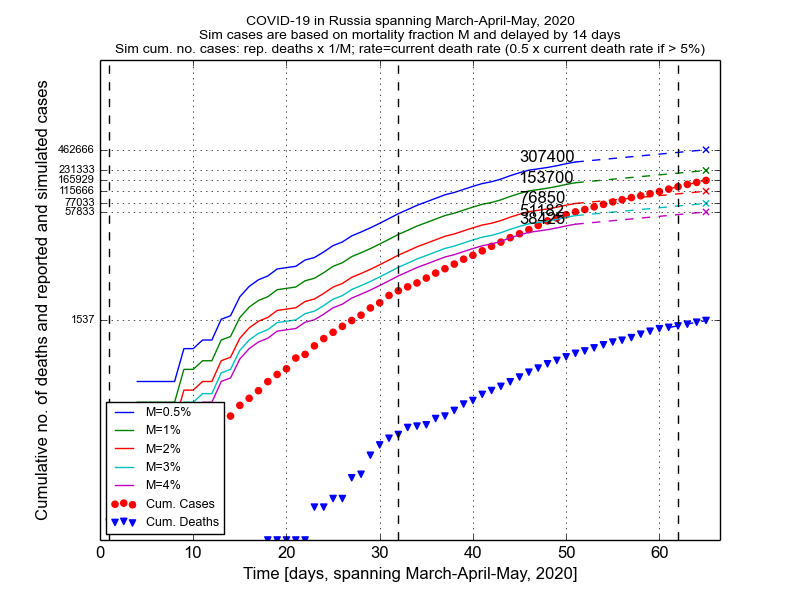 COVID-19 in Russia spanning March-April-May, 2020
Sim cases are based on mortality fraction M and delayed by 14 days
Sim cum. no. cases: rep. deaths x 1/M; rate=current death rate (0.5 x current death rate if > 5%)
Cumulative no. of deaths and reported and simulated cases
462666
231333
165929
115666
77033
57833
1537
307400
153700
76850
51182
38425
M=0.5%
M=1%
M=2%
M=3%
M=4%
Cum. Cases
Cum. Deaths
0 10 20 30 40 50 60
Time [days, spanning March-April-May, 2020]